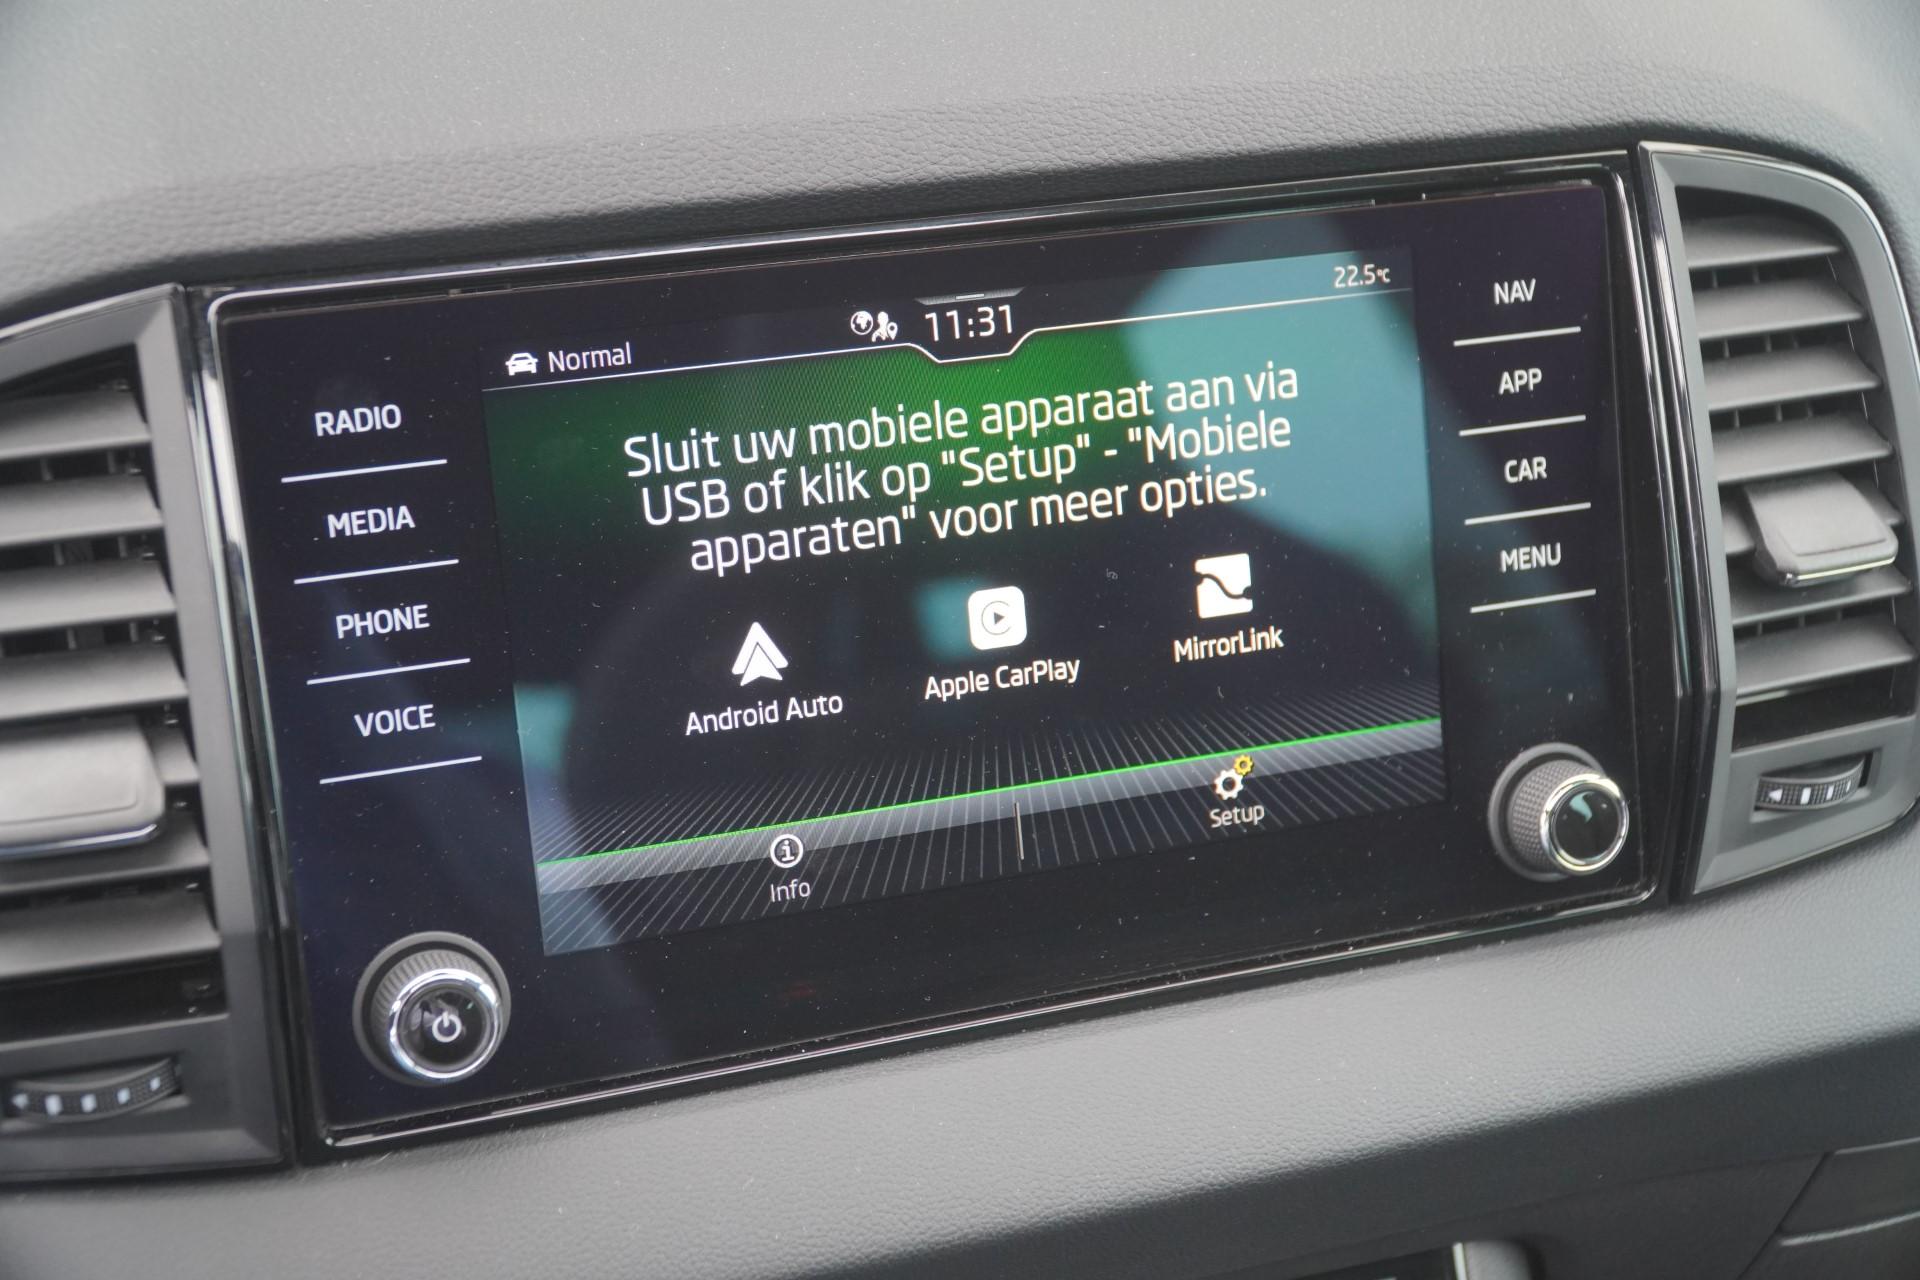 22.5°C
11:31
Normal
RADIO
MEDIA
PHONE
VOICE
Sluit uw mobiele apparaat aan via
USB of klik op "Setup" - "Mobiele
apparaten" voor meer opties.
Android Auto
Apple CarPlay
MirrorLink
Info
Setup
NAV
APP
CAR
MENU